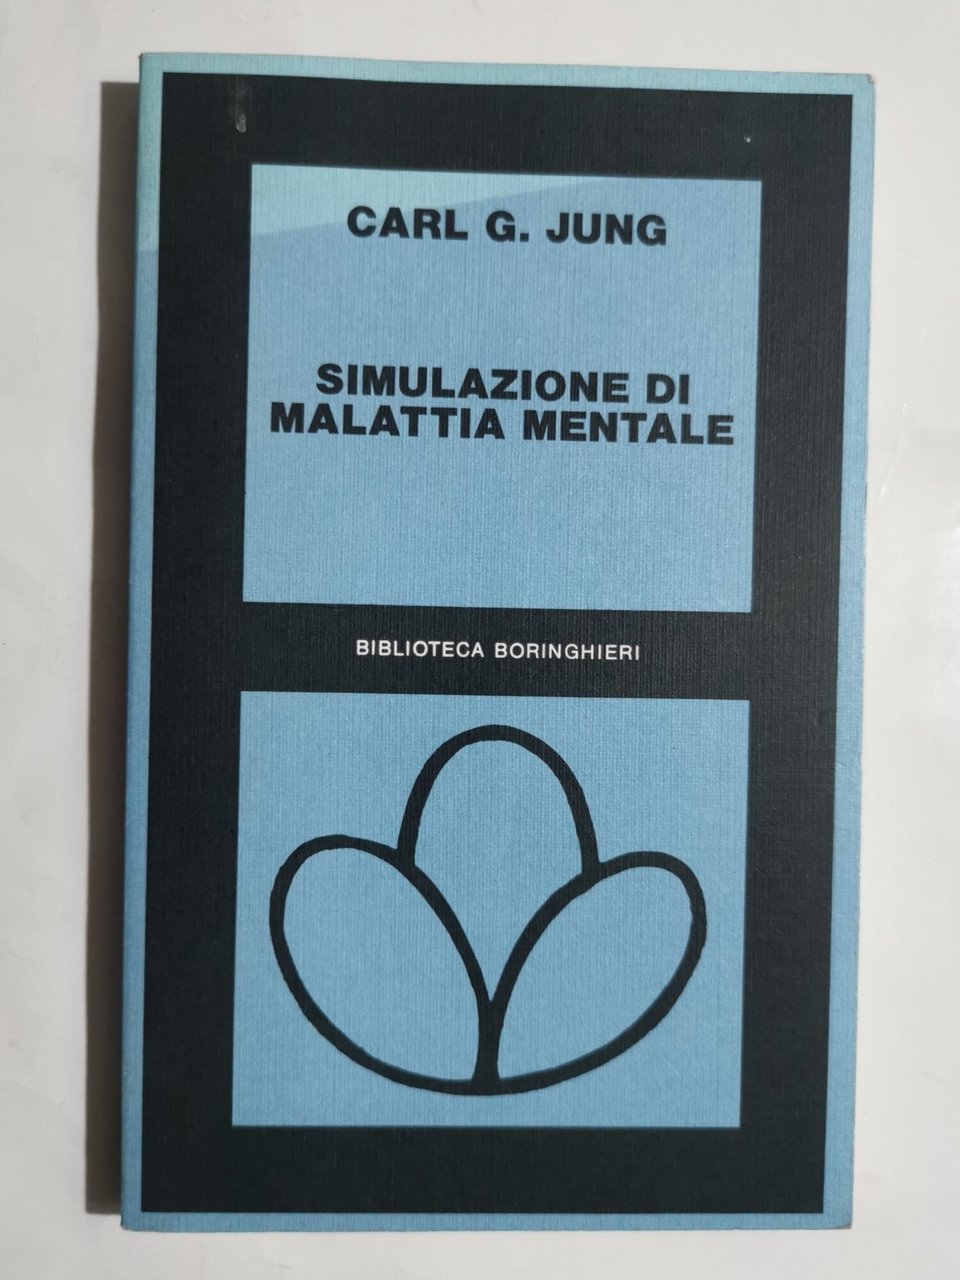 CARL G. JUNG
SIMULAZIONE DI
MALATTIA MENTALE
BIBLIOTECA BORINGHIERI